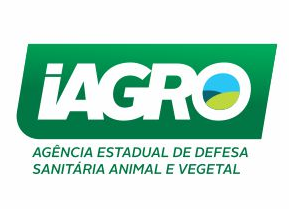 iAGRO
AGÊNCIA ESTADUAL DE DEFESA
SANITÁRIA ANIMAL E VEGETAL